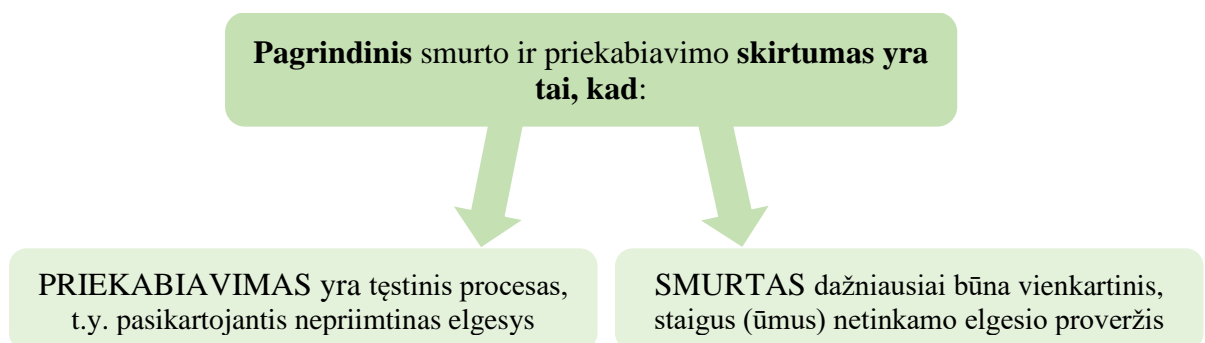 Pagrindinis smurto ir priekabiavimo skirtumas yra
tai, kad:
PRIEKABIAVIMAS yra tęstinis procesas,
t.y. pasikartojantis nepriimtinas elgesys
SMURTAS dažniausiai būna vienkartinis,
staigus (ūmus) netinkamo elgesio proveržis